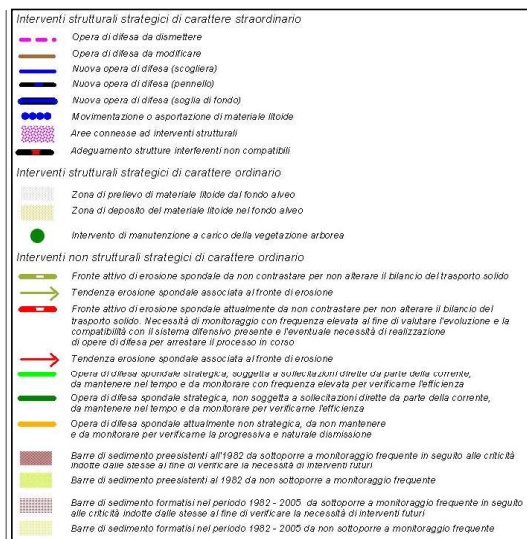 Interventi strutturali strategici di carattere straordinario
Opera di difesa da dismettere
Opera di difesa da modificare
Nuova opera di difesa (scogliera)
Nuova opera di difesa (pennello)
Nuova opera di difesa (soglia di fondo)
Movimentazione o asportazione di materiale litoide
Aree connesse ad interventi strutturali
Adeguamento strutture interferenti non compatibili
Interventi strutturali strategici di carattere ordinario
Zona di prelievo di materiale litoide dal fondo alveo
Zona di deposito del materiale litoide nel fondo alveo
Intervento di manutenzione a carico della vegetazione arborea
Interventi non strutturali strategici di carattere ordinario
Fronte attivo di erosione spondale da non contrastare per non alterare il bilancio del trasporto solido
Tendenza erosione spondale associata al fronte di erosione
Fronte attivo di erosione spondale attualmente da non contrastare per non alterare il bilancio del
trasporto solido. Necessità di monitoraggio con frequenza elevata al fine di valutare l'evoluzione e la
compatibilità con il sistema difensivo presente e l'eventuale necessità di realizzazione
di opere di difesa per arrestare il processo in corso
Tendenza erosione spondale associata al fronte di erosione
Opera di difesa spondale strategica, soggetta a sollecitazioni dirette da parte della corrente,
da mantenere nel tempo e da monitorare con frequenza elevata per verificarne l'efficienza
Opera di difesa spondale strategica, non soggetta a sollecitazioni dirette da parte della corrente,
da mantenere nel tempo e da monitorare per verificarne l'efficienza
Opera di difesa spondale attualmente non strategica, da non mantenere
e da monitorare per verificarne la progressiva e naturale dismissione
Barre di sedimento preesistenti all'1982 da sottoporre a monitoraggio frequente in seguito alle criticità
indotte dalle stesse al fine di verificare la necessità di interventi futuri
Barre di sedimento preesistenti al 1982 da non sottoporre a monitoraggio frequente
Barre di sedimento formatisi nel periodo 1982 - 2005 da sottoporre a monitoraggio frequente in seguito
alle criticità indotte dalle stesse al fine di verificare la necessità di interventi futuri
Barre di sedimento formatisi nel periodo 1982 - 2005 da non sottoporre a monitoraggio frequente